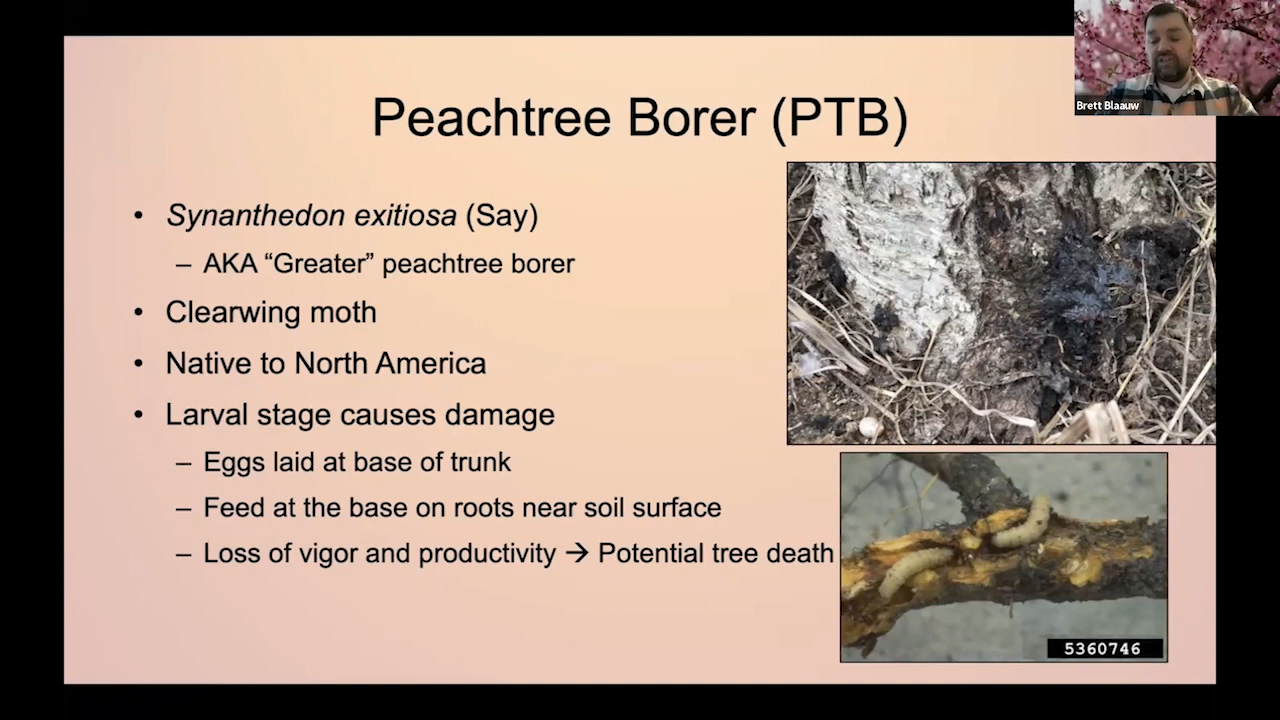 Brett Blaauw
Peachtree Borer (PTB)
• Synanthedon exitiosa (Say)
– AKA “Greater” peachtree borer
• Clearwing moth
• Native to North America
• Larval stage causes damage
– Eggs laid at base of trunk
– Feed at the base on roots near soil surface
– Loss of vigor and productivity → Potential tree death
5360746